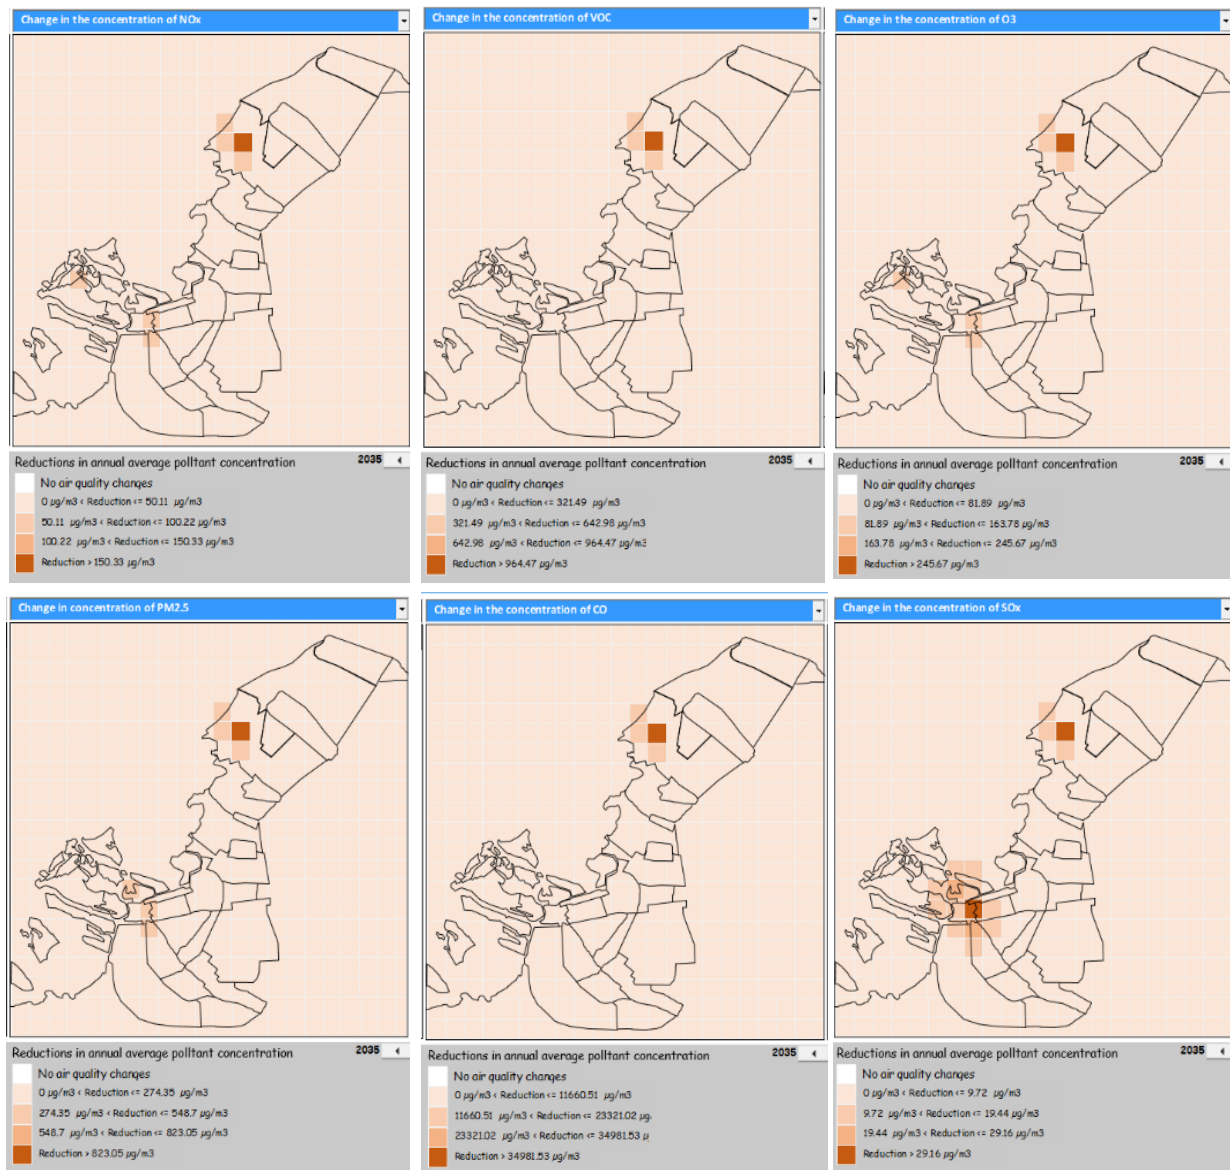 Change in the concentration of NOx
Reductions in annual average polltant concentration
2035
No air quality changes
0 µg/m3 < Reduction <= 50.11 µg/m3
50.11 µg/m3 < Reduction <= 100.22 µg/m3
100.22 µg/m3 < Reduction <= 150.33 µg/m3
Reduction > 150.33 µg/m3
Change in the concentration of VOC
Reductions in annual average polltant concentration
2035
No air quality changes
0 µg/m3 < Reduction <= 321.49 µg/m3
321.49 µg/m3 < Reduction <= 642.98 µg/m3
642.98 µg/m3 < Reduction <= 964.47 µg/m3
Reduction > 964.47 µg/m3
Change in the concentration of O3
Reductions in annual average polltant concentration
2035
No air quality changes
0 µg/m3 < Reduction <= 81.89 µg/m3
81.89 µg/m3 < Reduction <= 163.78 µg/m3
163.78 µg/m3 < Reduction <= 245.67 µg/m3
Reduction > 245.67 µg/m3
Change in concentration of PM2.5
Reductions in annual average polltant concentration
2035
No air quality changes
0 µg/m3 < Reduction <= 274.35 µg/m3
274.35 µg/m3 < Reduction <= 548.7 µg/m3
548.7 µg/m3 < Reduction <= 823.05 µg/m3
Reduction > 823.05 µg/m3
Change in the concentration of CO
Reductions in annual average polltant concentration
2035
No air quality changes
0 µg/m3 < Reduction <= 11660.51 µg/m3
11660.51 µg/m3 < Reduction <= 23321.02 µg
23321.02 µg/m3 < Reduction <= 34981.53 µ
Reduction > 34981.53 µg/m3
Change in the concentration of SOx
Reductions in annual average polltant concentration
2035
No air quality changes
0 µg/m3 < Reduction <= 9.72 µg/m3
9.72 µg/m3 < Reduction <= 19.44 µg/m3
19.44 µg/m3 < Reduction <= 29.16 µg/m3
Reduction > 29.16 µg/m3